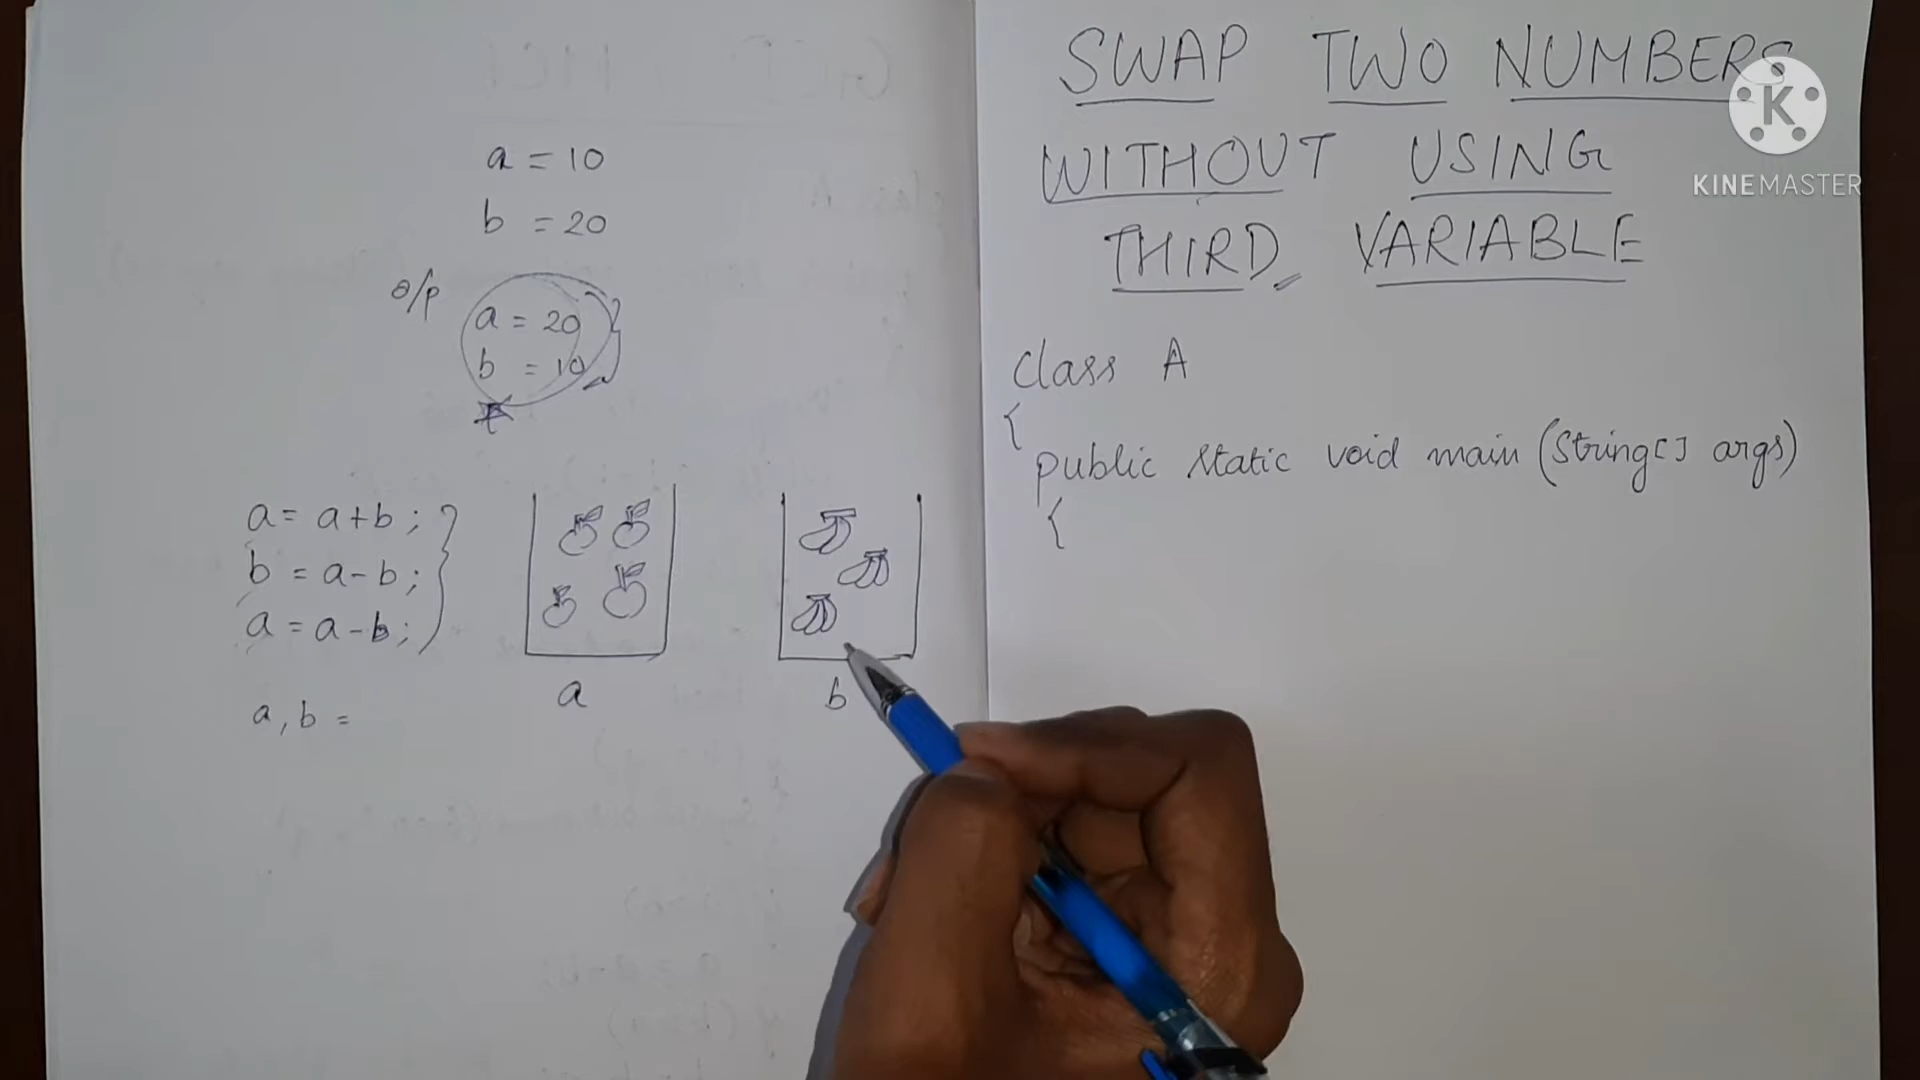 a = 10
b = 20
o/p
a = 20
b = 10
a = a+b ;
b = a-b ;
a = a-b ;
a
b
a, b =
SWAP TWO NUMBERS
WITHOUT USING
THIRD VARIABLE
class A
{
public static void main (String[] args)
{
K
KINEMASTER